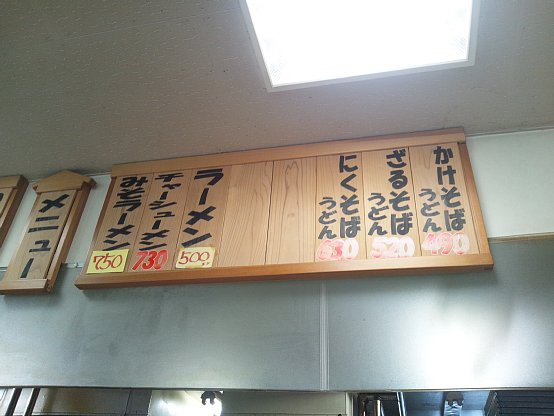 かけそば
うどん
490
ざるそば
うどん
520
にくそば
うどん
630
ラーメン
500
チャーシューメン
730
みそラーメン
750
メニュー